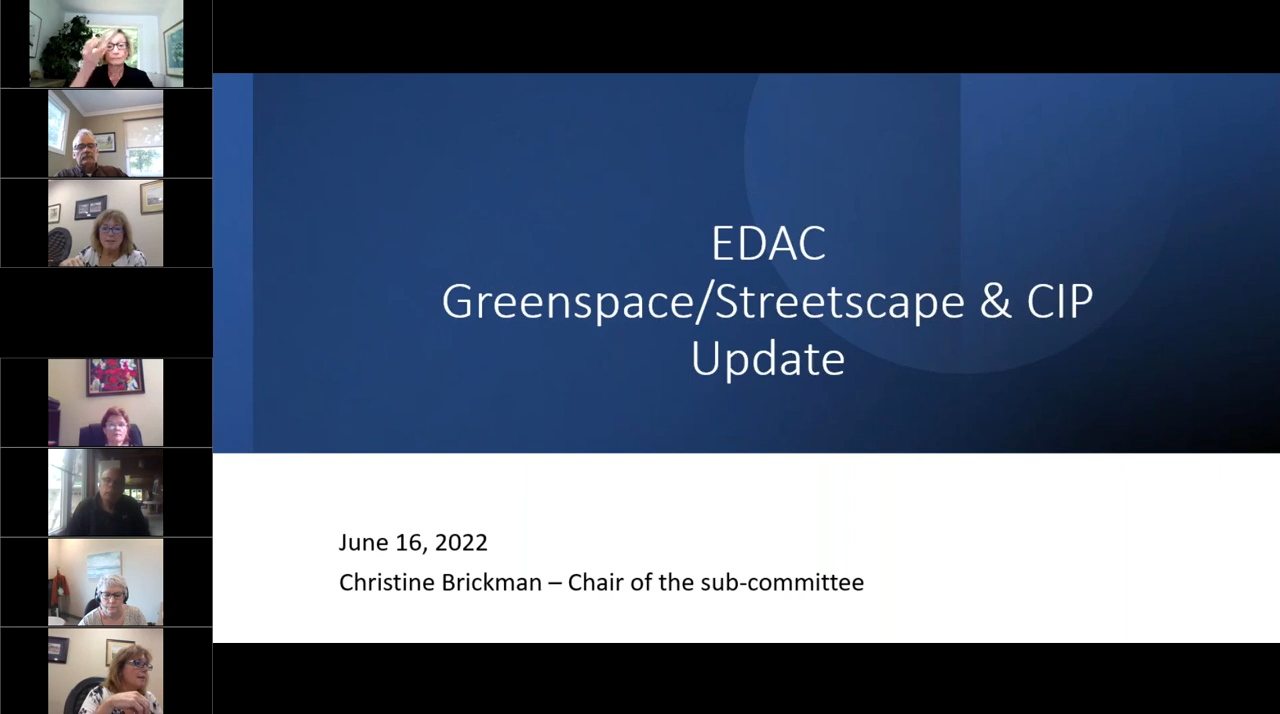 EDAC
Greenspace/Streetscape & CIP
Update
June 16, 2022
Christine Brickman – Chair of the sub-committee